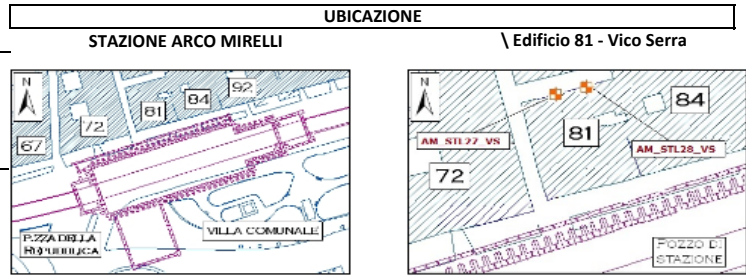 UBICAZIONE
STAZIONE ARCO MIRELLI
\ Edificio 81 - Vico Serra
N
67
72
81
84
92
P.ZZA DELLA
REPUBBLICA
VILLA COMUNALE
N
AM_STL27_VS
AM_STL28_VS
72
81
84
POZZO DI
STAZIONE